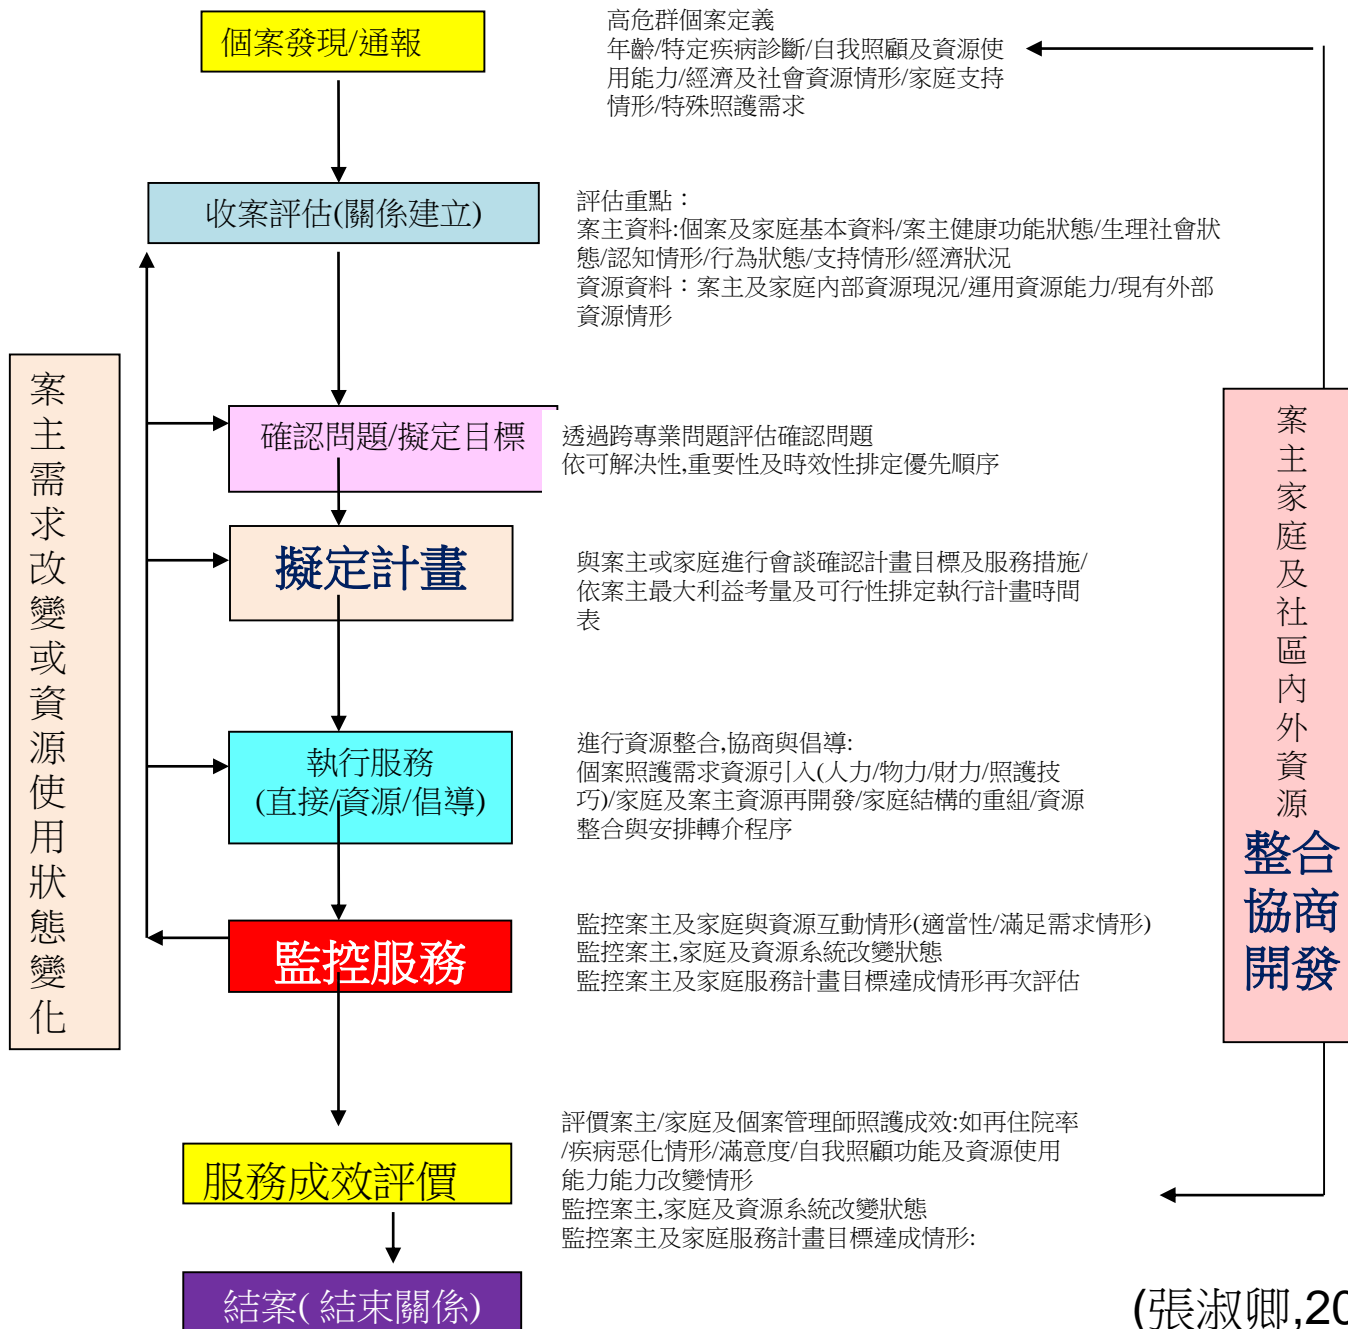 個案發現/通報
高危群個案定義
年齡/特定疾病診斷/自我照顧及資源使
用能力/經濟及社會資源情形/家庭支持
情形/特殊照護需求
收案評估(關係建立)
評估重點：
案主資料:個案及家庭基本資料/案主健康功能狀態/生理社會狀
態/認知情形/行為狀態/支持情形/經濟狀況
資源資料：案主及家庭內部資源現況/運用資源能力/現有外部
資源情形
案主需求改變或資源使用狀態變化
確認問題/擬定目標
透過跨專業問題評估確認問題
依可解決性,重要性及時效性排定優先順序
擬定計畫
與案主或家庭進行會談確認計畫目標及服務措施/
依案主最大利益考量及可行性排定執行計畫時間
表
執行服務
(直接/資源/倡導)
進行資源整合,協商與倡導:
個案照護需求資源引入(人力/物力/財力/照護技
巧)/家庭及案主資源再開發/家庭結構的重組/資源
整合與安排轉介程序
監控服務
監控案主及家庭與資源互動情形(適當性/滿足需求情形)
監控案主,家庭及資源系統改變狀態
監控案主及家庭服務計畫目標達成情形再次評估
案主家庭及社區內外資源
整合
協商
開發
服務成效評價
評價案主/家庭及個案管理師照護成效:如再住院率
/疾病惡化情形/滿意度/自我照顧功能及資源使用
能力能力改變情形
監控案主,家庭及資源系統改變狀態
監控案主及家庭服務計畫目標達成情形:
結案( 結束關係)
(張淑卿,20